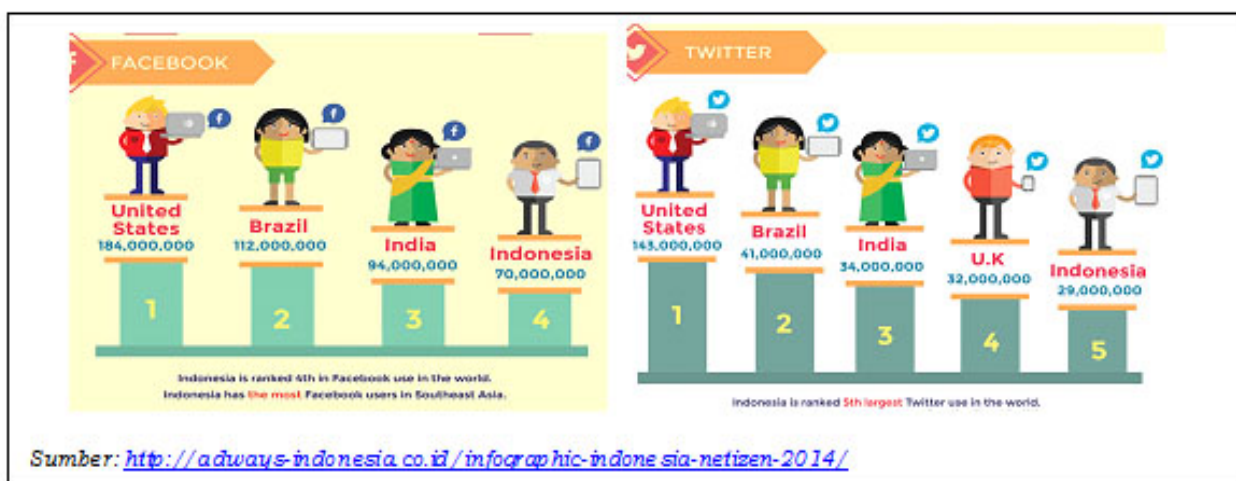 FACEBOOK
United
States
184.000.000
Brazil
112.000.000
India
94,000,000
Indonesia
70,000,000
1
2
3
4
Indonesia is ranked 4th in Facebook use in the world.
Indonesia has the most Facebook users in Southeast Asia.
TWITTER
United
States
143,000,000
Brazil
41,000,000
India
34,000,000
U.K
32,000,000
Indonesia
29,000,000
1
2
3
4
5
Indonesia is ranked 5th largest Twitter use in the world.
Sumber: http://adways-indonesia.co.id/infographic-indonesia-netizen-2014/